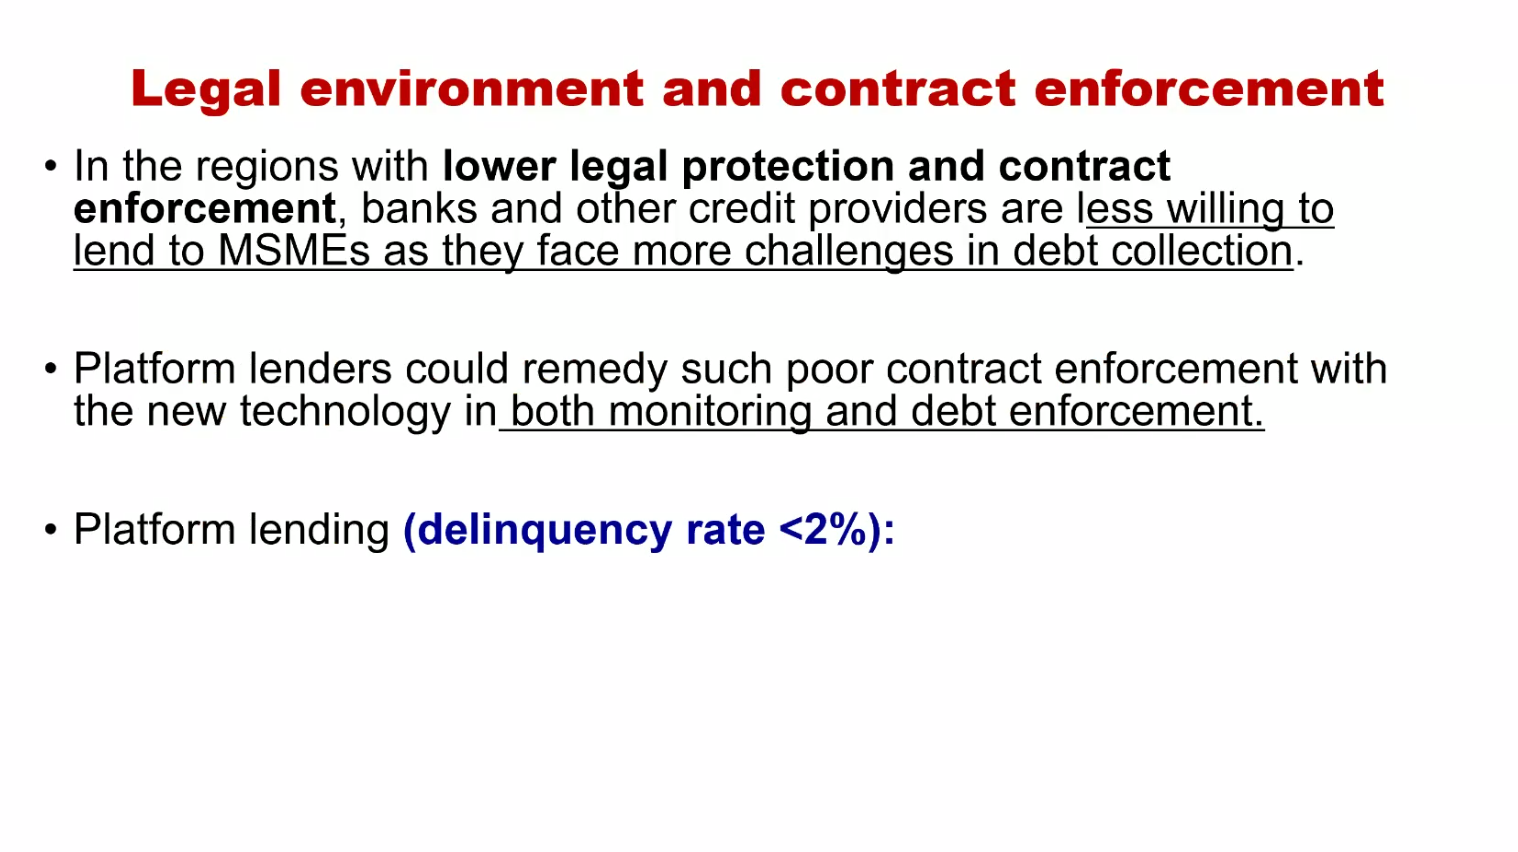 Legal environment and contract enforcement
• In the regions with lower legal protection and contract
enforcement, banks and other credit providers are less willing to
lend to MSMEs as they face more challenges in debt collection.
• Platform lenders could remedy such poor contract enforcement with
the new technology in both monitoring and debt enforcement.
• Platform lending (delinquency rate <2%):